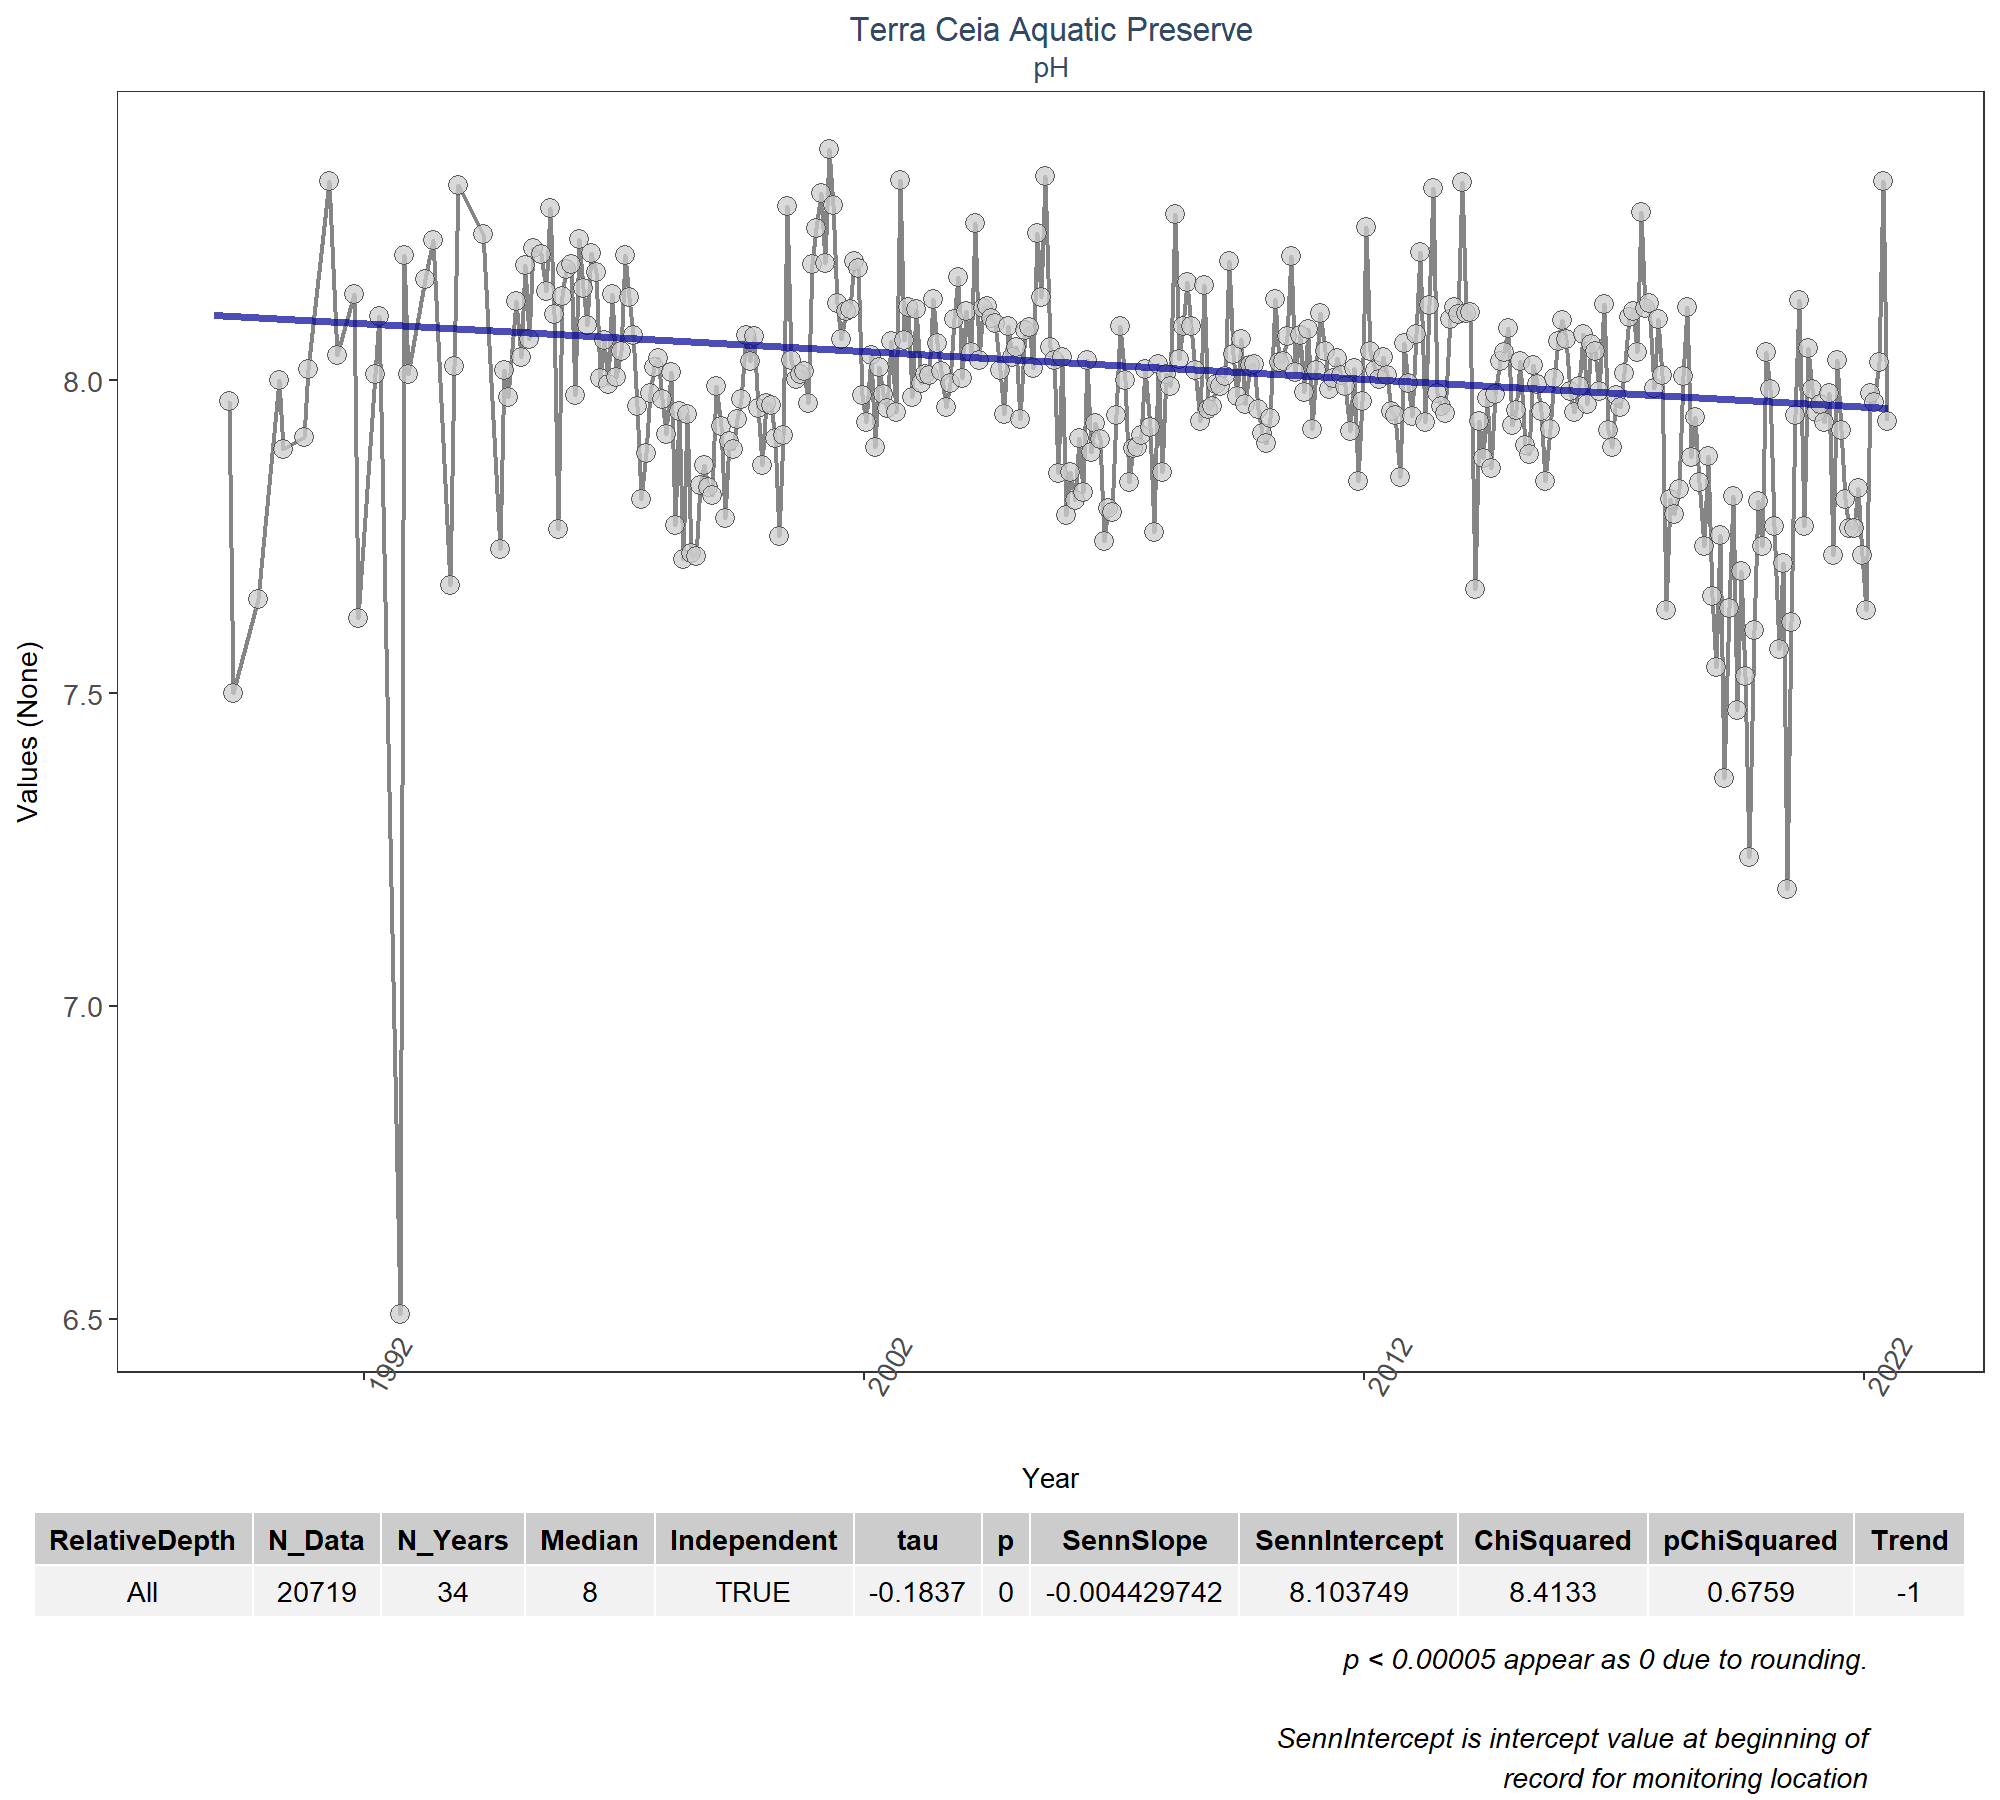 Terra Ceia Aquatic Preserve
pH
Values (None)
8.0
7.5
7.0
6.5
1992
2002
2012
2022
Year
RelativeDepth N_Data N_Years Median Independent tau p SennSlope SennIntercept ChiSquared pChiSquared Trend
All 20719 34 8 TRUE -0.1837 0 -0.004429742 8.103749 8.4133 0.6759 -1
p < 0.00005 appear as 0 due to rounding.
SennIntercept is intercept value at beginning of
record for monitoring location